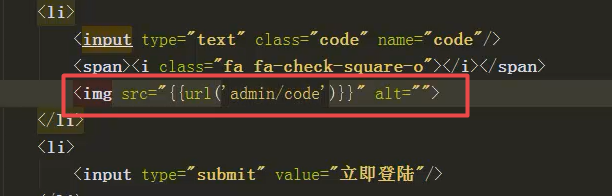 <li>
<input type="text" class="code" name="code"/>
<span><i class="fa fa-check-square-o"></i></span>
<img src="{{url('admin/code')}}" alt="">
</li>
<li>
<input type="submit" value="立即登陆"/>